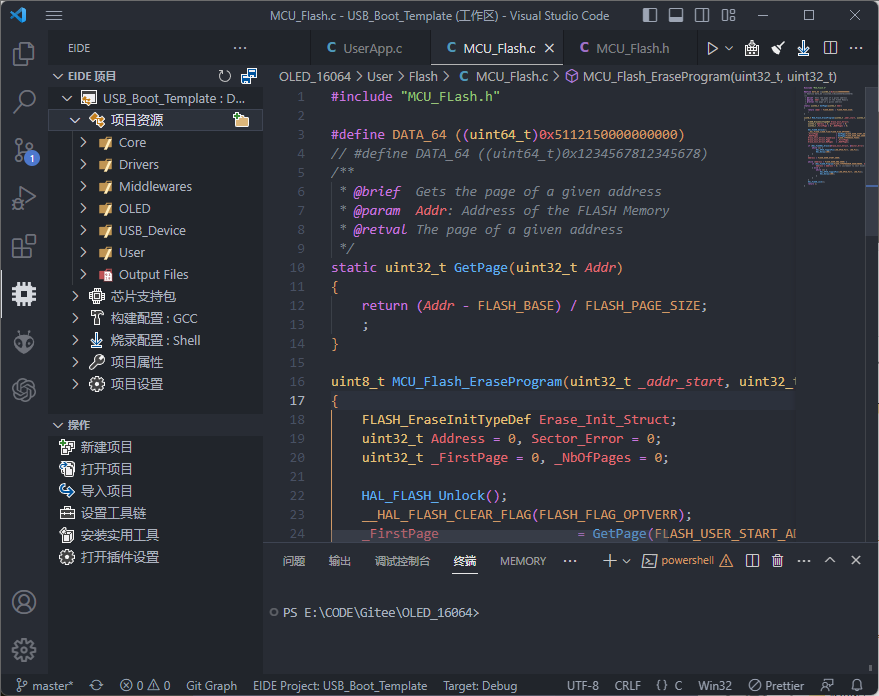 MCU_Flash.c - USB_Boot_Template (工作区) - Visual Studio Code
EIDE
UserApp.c
MCU_Flash.c
MCU_Flash.h
EIDE 项目
USB_Boot_Template : D...
项目资源
Core
Drivers
Middlewares
OLED
USB_Device
User
Output Files
芯片支持包
构建配置 : GCC
烧录配置 : Shell
项目属性
项目设置
操作
新建项目
打开项目
导入项目
设置工具链
安装实用工具
打开插件设置
1
OLED_16064 > User > Flash > C MCU_Flash.c > MCU_Flash_EraseProgram(uint32_t, uint32_t)
1 #include "MCU_FLash.h"
2
3 #define DATA_64 ((uint64_t)0x5112150000000000)
4 // #define DATA_64 ((uint64_t)0x1234567812345678)
5 /**
6 * @brief  Gets the page of a given address
7 * @param  Addr: Address of the FLASH Memory
8 * @retval The page of a given address
9 */
10 static uint32_t GetPage(uint32_t Addr)
11 {
12 return (Addr - FLASH_BASE) / FLASH_PAGE_SIZE;
13 ;
14 }
15
16 uint8_t MCU_Flash_EraseProgram(uint32_t _addr_start, uint32_t
17 {
18 FLASH_EraseInitTypeDef Erase_Init_Struct;
19 uint32_t Address = 0, Sector_Error = 0;
20 uint32_t _FirstPage = 0, _NbOfPages = 0;
21
22 HAL_FLASH_Unlock();
23 __HAL_FLASH_CLEAR_FLAG(FLASH_FLAG_OPTVERR);
24 _FirstPage = GetPage(FLASH_USER_START_AD
问题 输出 调试控制台 终端 MEMORY ··· powershell
PS E:\CODE\Gitee\OLED_16064>
master* 0 0 Git Graph EIDE Project: USB_Boot_Template Target: Debug UTF-8 CRLF {} C Win32 Prettier